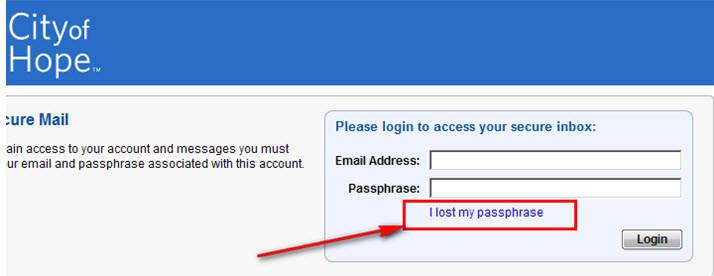 City of
Hope™
cure Mail
ain access to your account and messages you must
ur email and passphrase associated with this account.
Please login to access your secure inbox:
Email Address:
Passphrase:
I lost my passphrase
Login